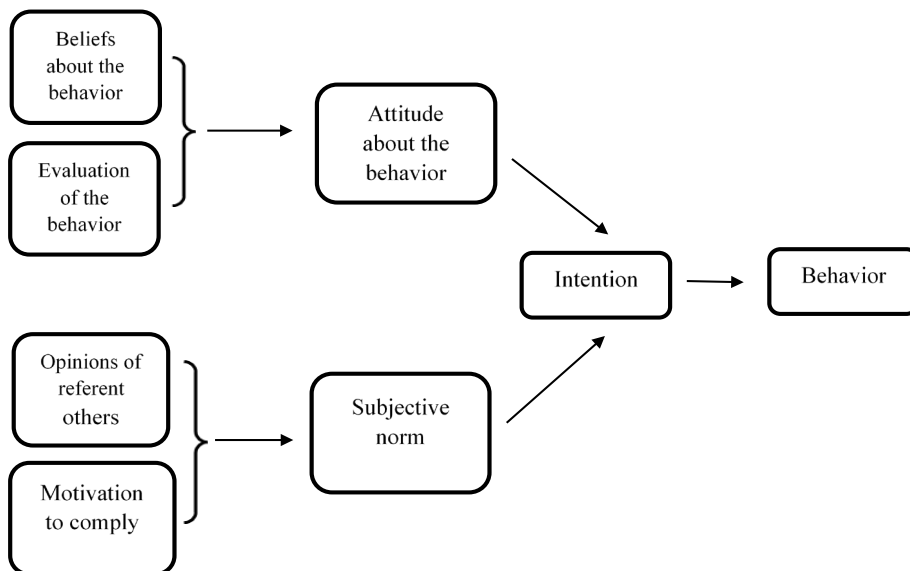 Beliefs
about the
behavior
Evaluation
of the
behavior
Attitude
about the
behavior
Intention
Behavior
Opinions of
referent
others
Motivation
to comply
Subjective
norm